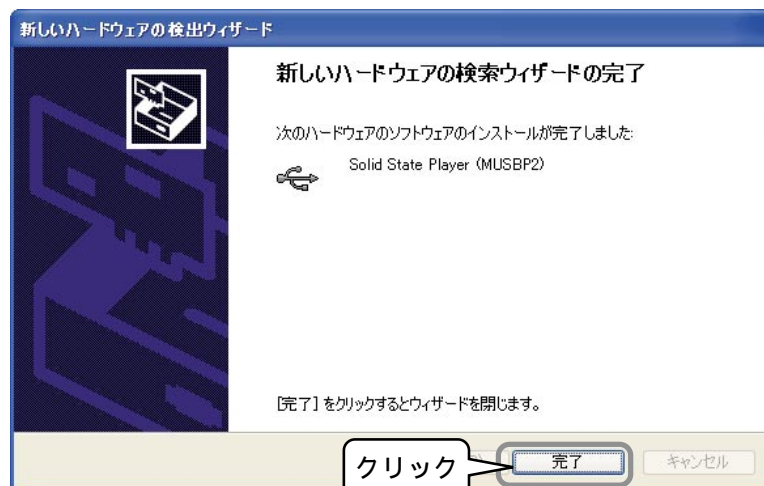 新しいハードウェアの検出ウィザード
新しいハードウェアの検索ウィザードの完了
次のハードウェアのソフトウェアのインストールが完了しました:
Solid State Player (MUSBP2)
[完了] をクリックするとウィザードを閉じます。
クリック
完了
キャンセル